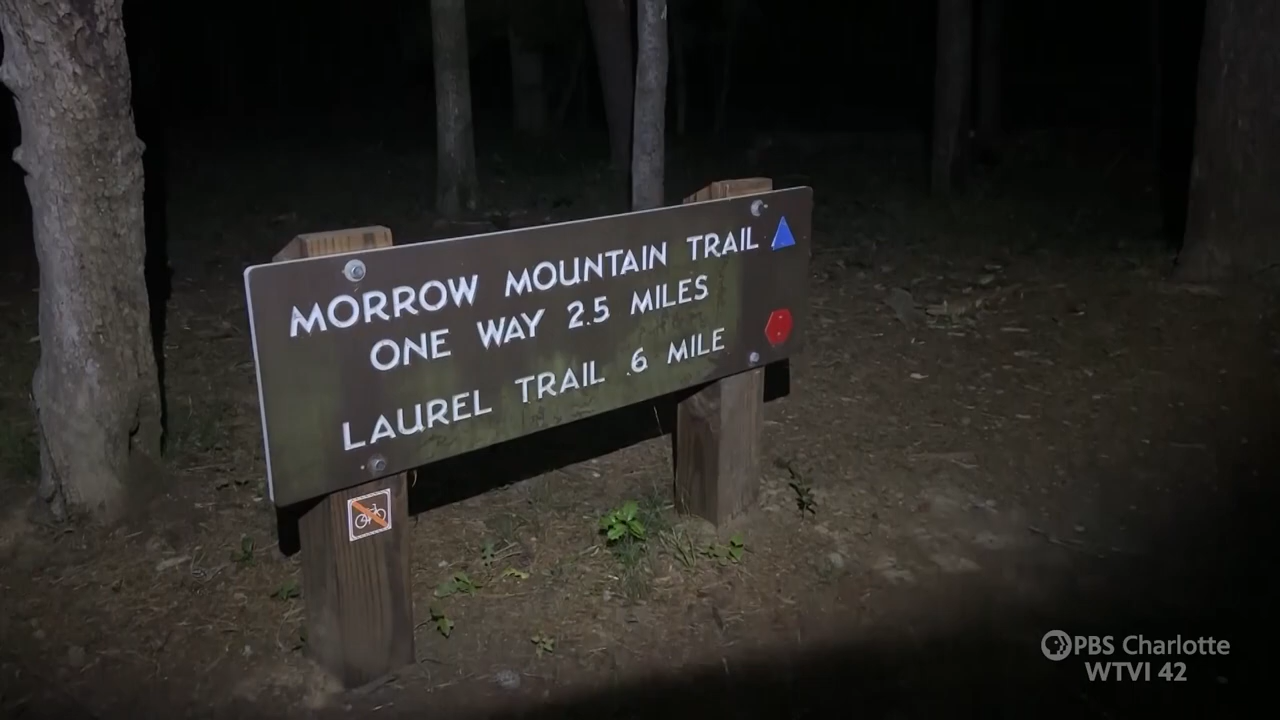 MORROW MOUNTAIN TRAIL
ONE WAY 2.5 MILES
LAUREL TRAIL .6 MILE
PBS Charlotte
WTVI 42